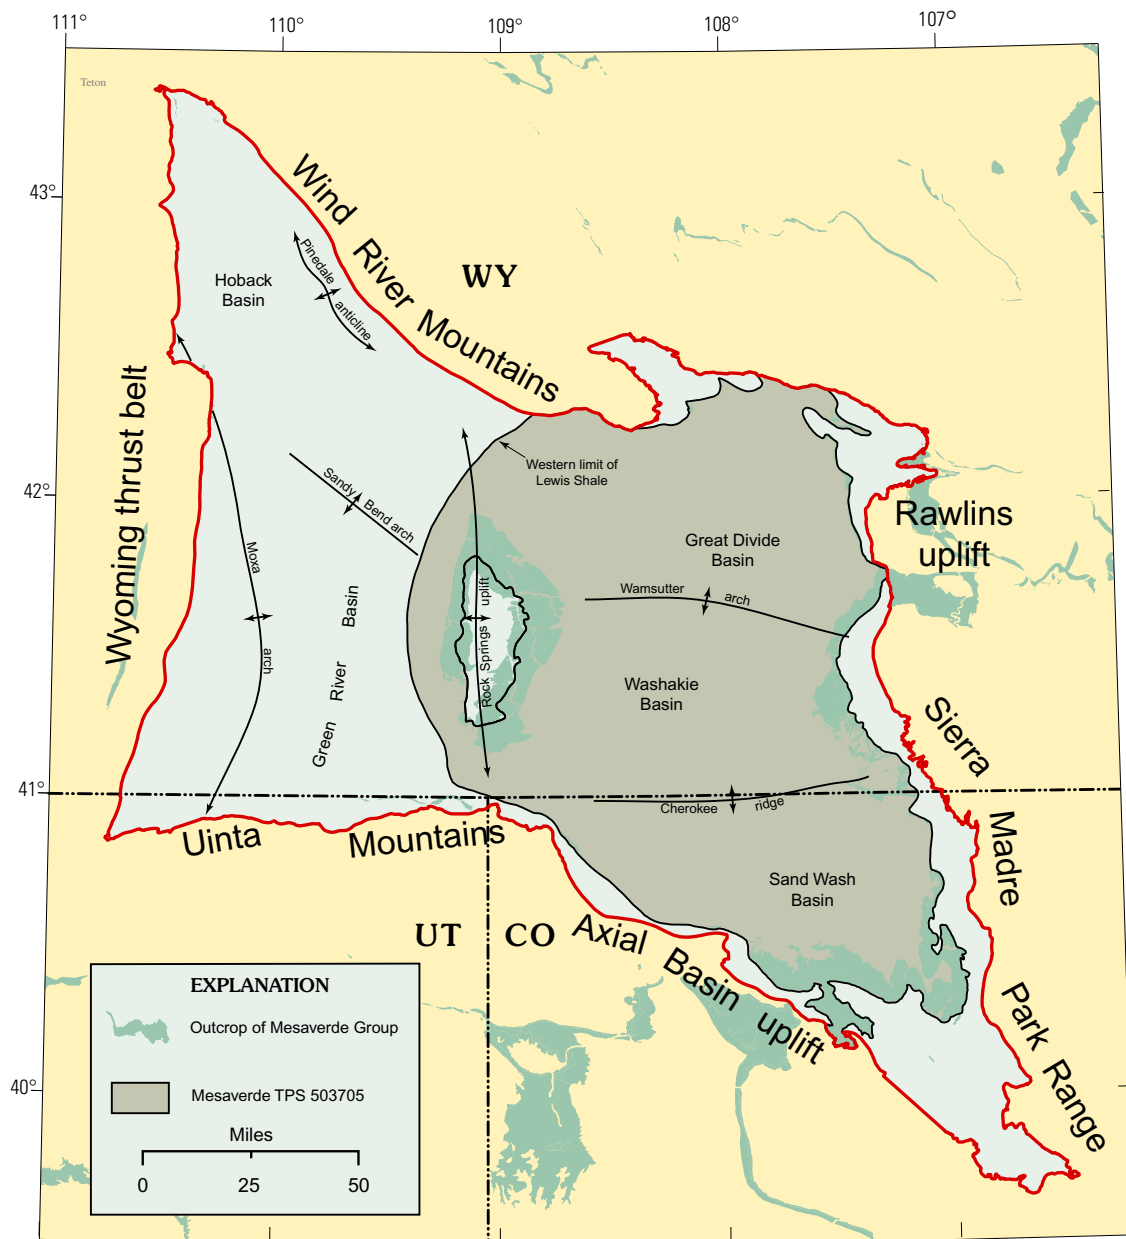 111°
110°
109°
108°
107°
Teton
43°
42°
41°
40°
Wind River Mountains
WY
Pinedale anticline
Hoback
Basin
Wyoming thrust belt
Western limit of
Lewis Shale
Sandy Bend arch
Moxa arch
Green River Basin
Rock Springs uplift
Great Divide
Basin
Rawlins
uplift
Wamsutter arch
Washakie
Basin
Sierra Madre
Cherokee ridge
Uinta Mountains
Sand Wash
Basin
UT
CO
Axial Basin uplift
Park Range
EXPLANATION
Outcrop of Mesaverde Group
Mesaverde TPS 503705
Miles
0 25 50